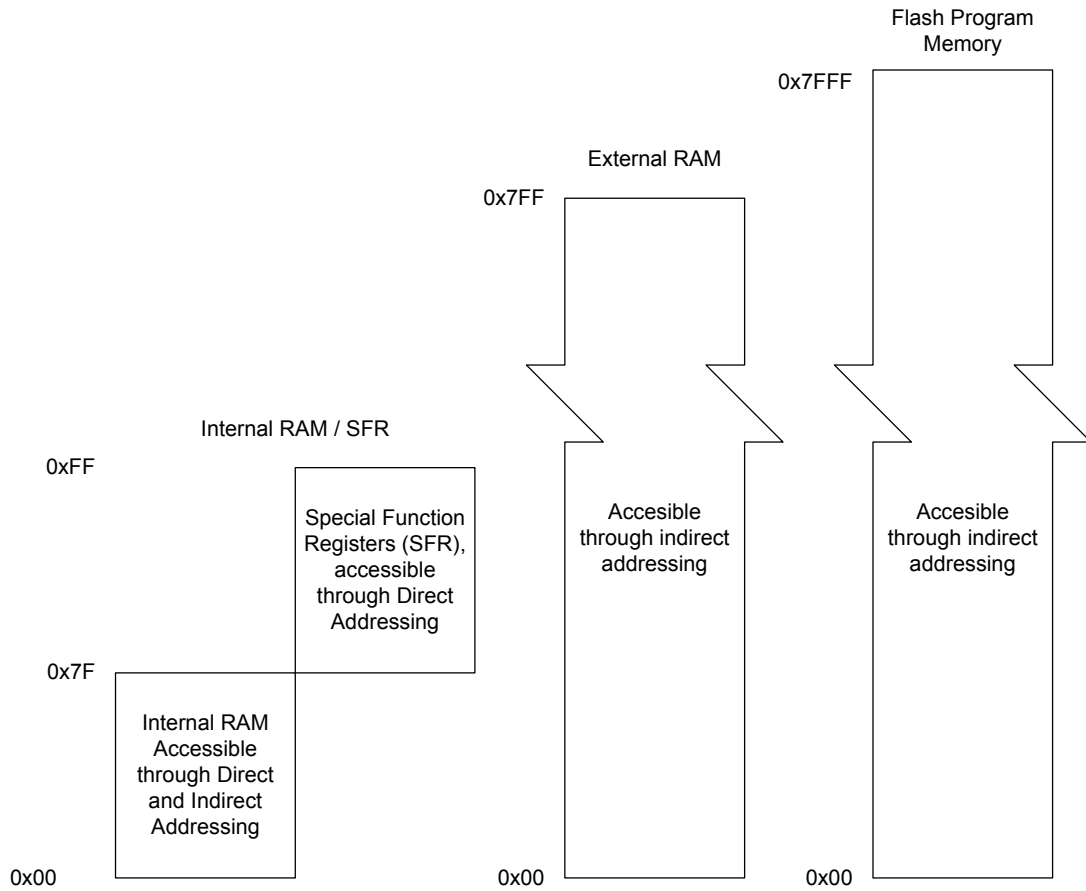 Flash Program
Memory
0x7FFF
External RAM
0x7FF
Internal RAM / SFR
0xFF
Special Function
Registers (SFR),
accessible
through Direct
Addressing
Accesible
through indirect
addressing
Accesible
through indirect
addressing
0x7F
Internal RAM
Accessible
through Direct
and Indirect
Addressing
0x00
0x00
0x00